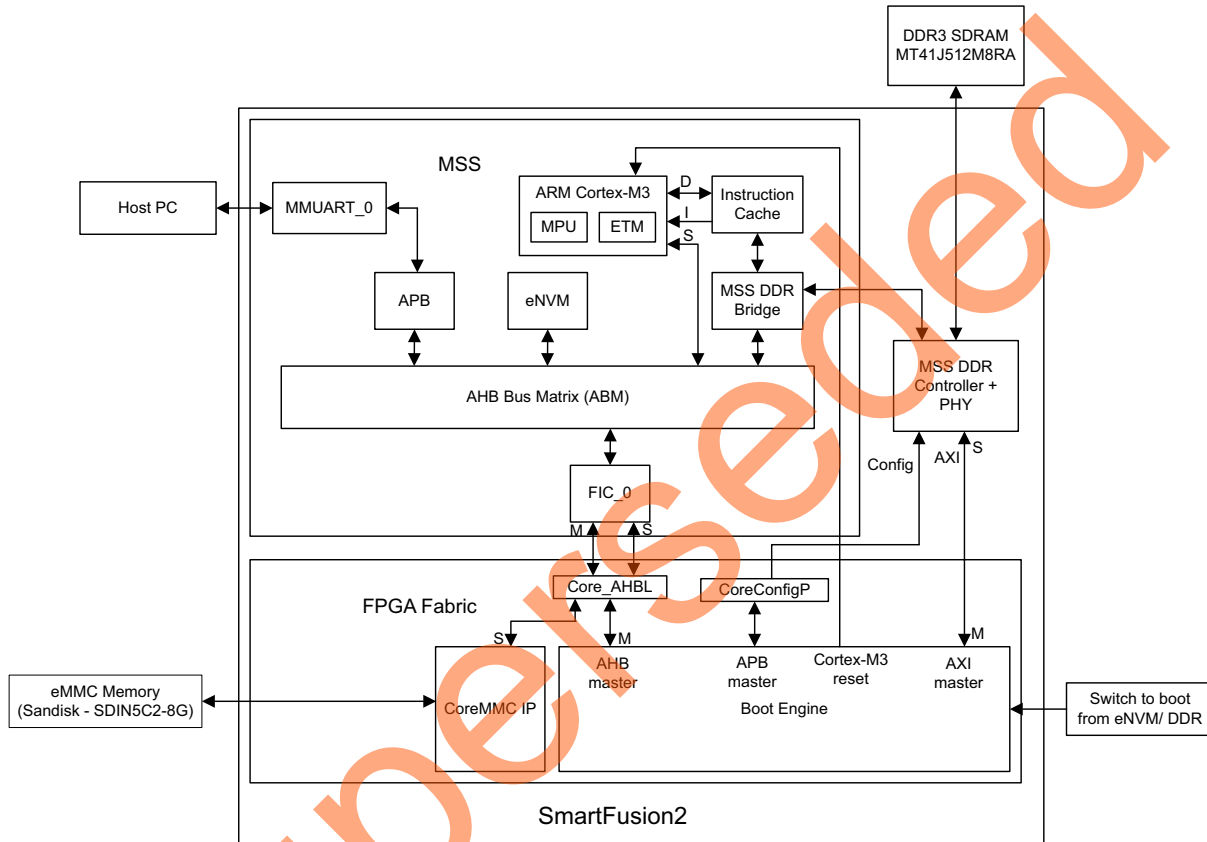 DDR3 SDRAM
MT41J512M8RA
MSS
Host PC
MMUART_0
ARM Cortex-M3
MPU
ETM
D
I
S
Instruction
Cache
APB
eNVM
MSS DDR
Bridge
MSS DDR
Controller +
PHY
AHB Bus Matrix (ABM)
Config
AXI
S
FIC_0
M
S
FPGA Fabric
Core_AHBL
CoreConfigP
S
M
M
AHB
master
APB
master
Cortex-M3
reset
AXI
master
Boot Engine
CoreMMC IP
eMMC Memory
(Sandisk - SDIN5C2-8G)
Switch to boot
from eNVM/ DDR
SmartFusion2
perseded